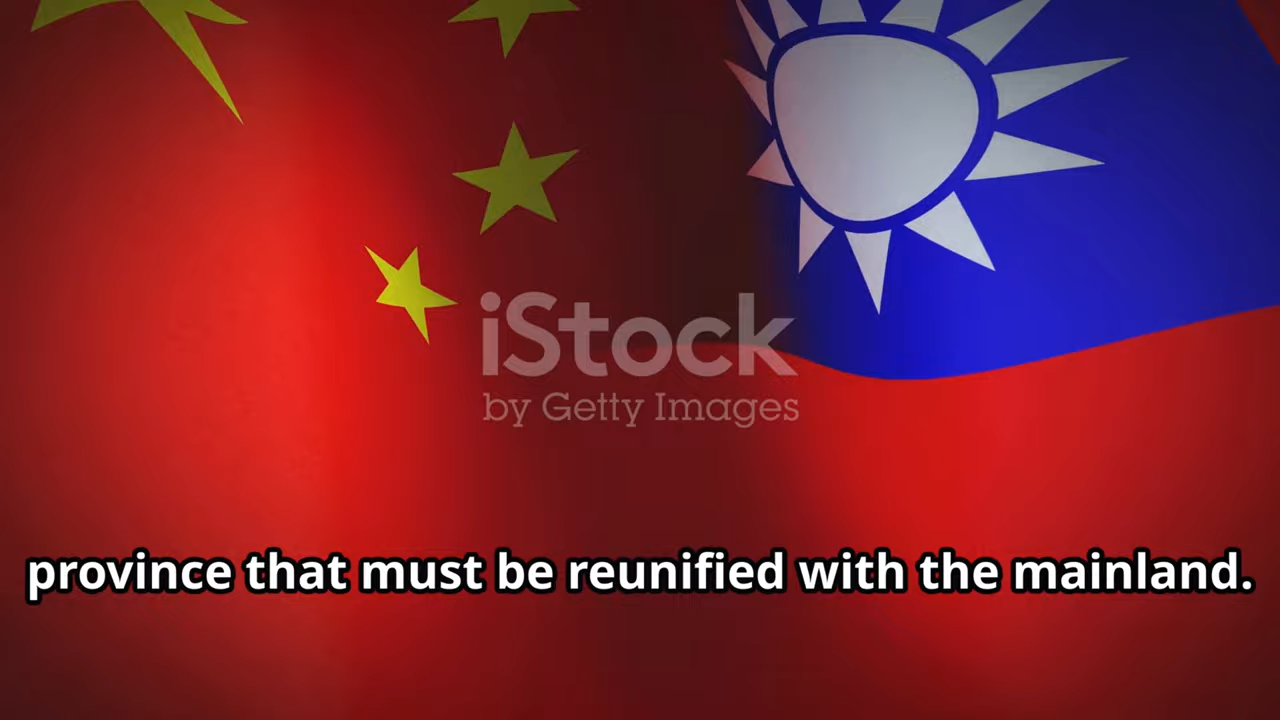 iStock
by Getty Images
province that must be reunified with the mainland.